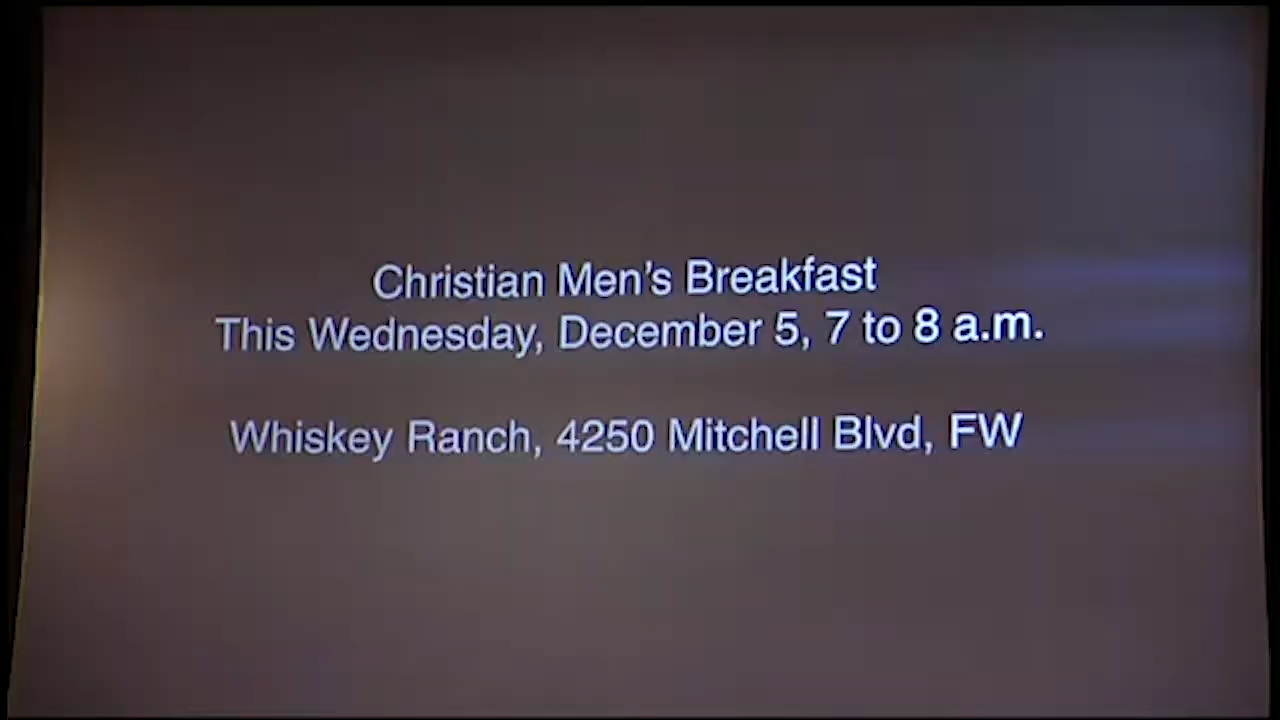 Christian Men's Breakfast
This Wednesday, December 5, 7 to 8 a.m.
Whiskey Ranch, 4250 Mitchell Blvd, FW